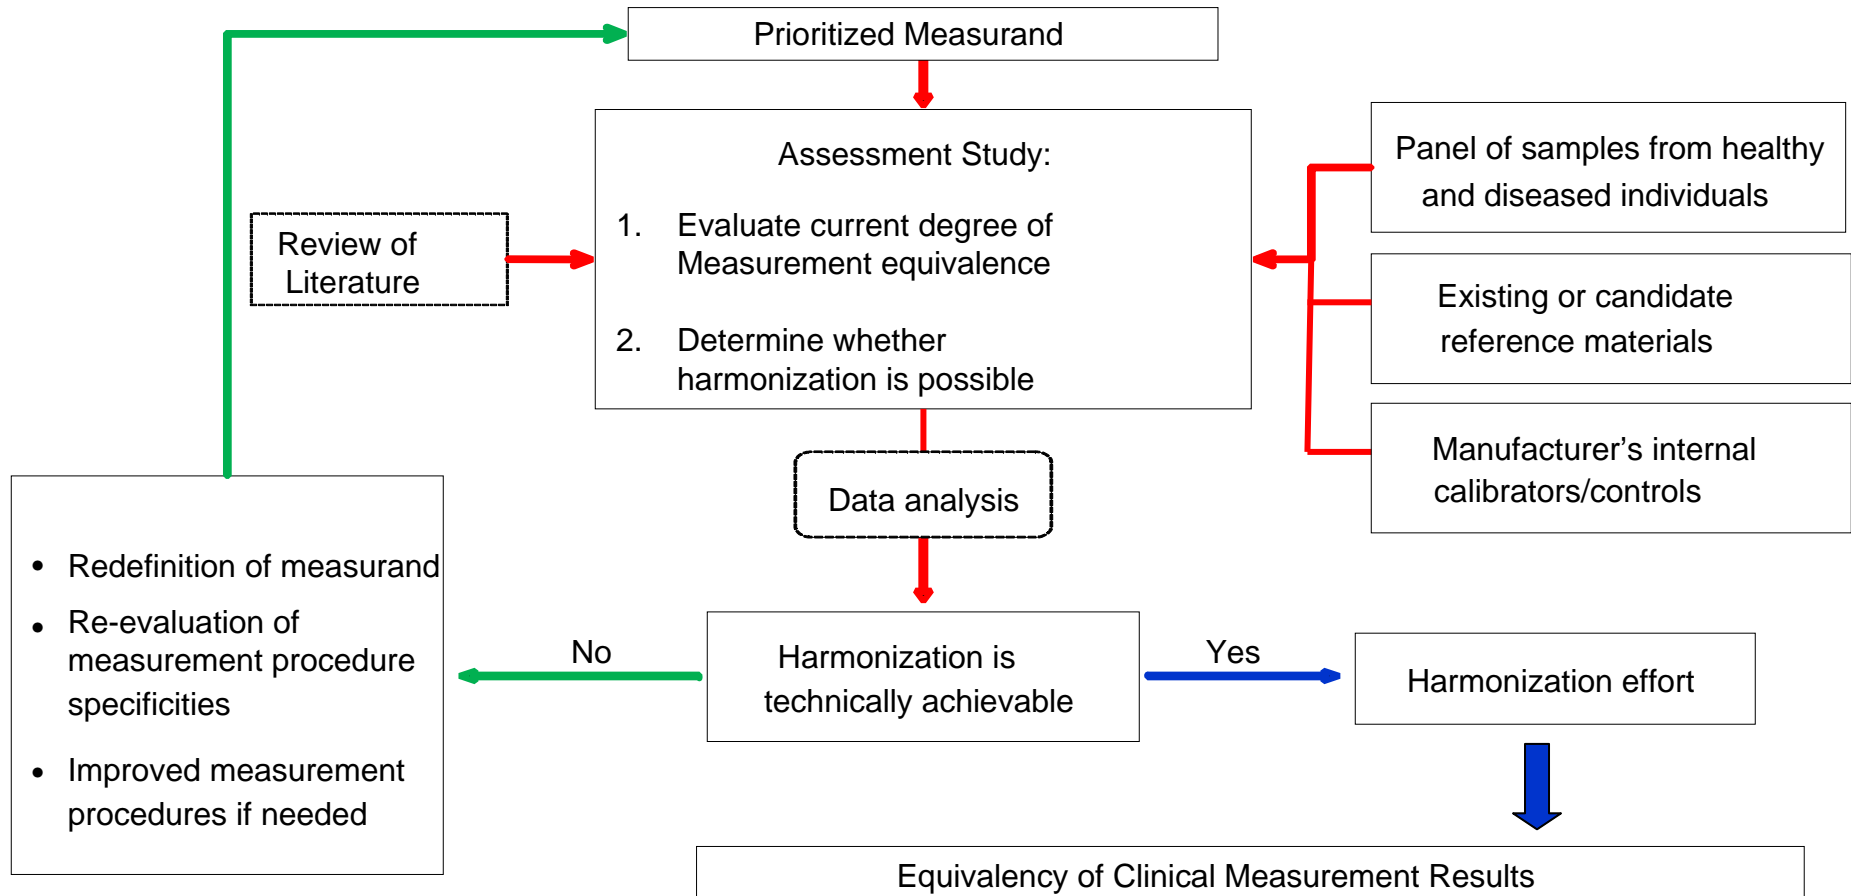 Prioritized Measurand
Assessment Study:
1. Evaluate current degree of
Measurement equivalence
2. Determine whether
harmonization is possible
Review of
Literature
Panel of samples from healthy
and diseased individuals
Existing or candidate
reference materials
Manufacturer’s internal
calibrators/controls
Data analysis
• Redefinition of measurand
• Re-evaluation of
measurement procedure
specificities
• Improved measurement
procedures if needed
No
Harmonization is
technically achievable
Yes
Harmonization effort
Equivalency of Clinical Measurement Results